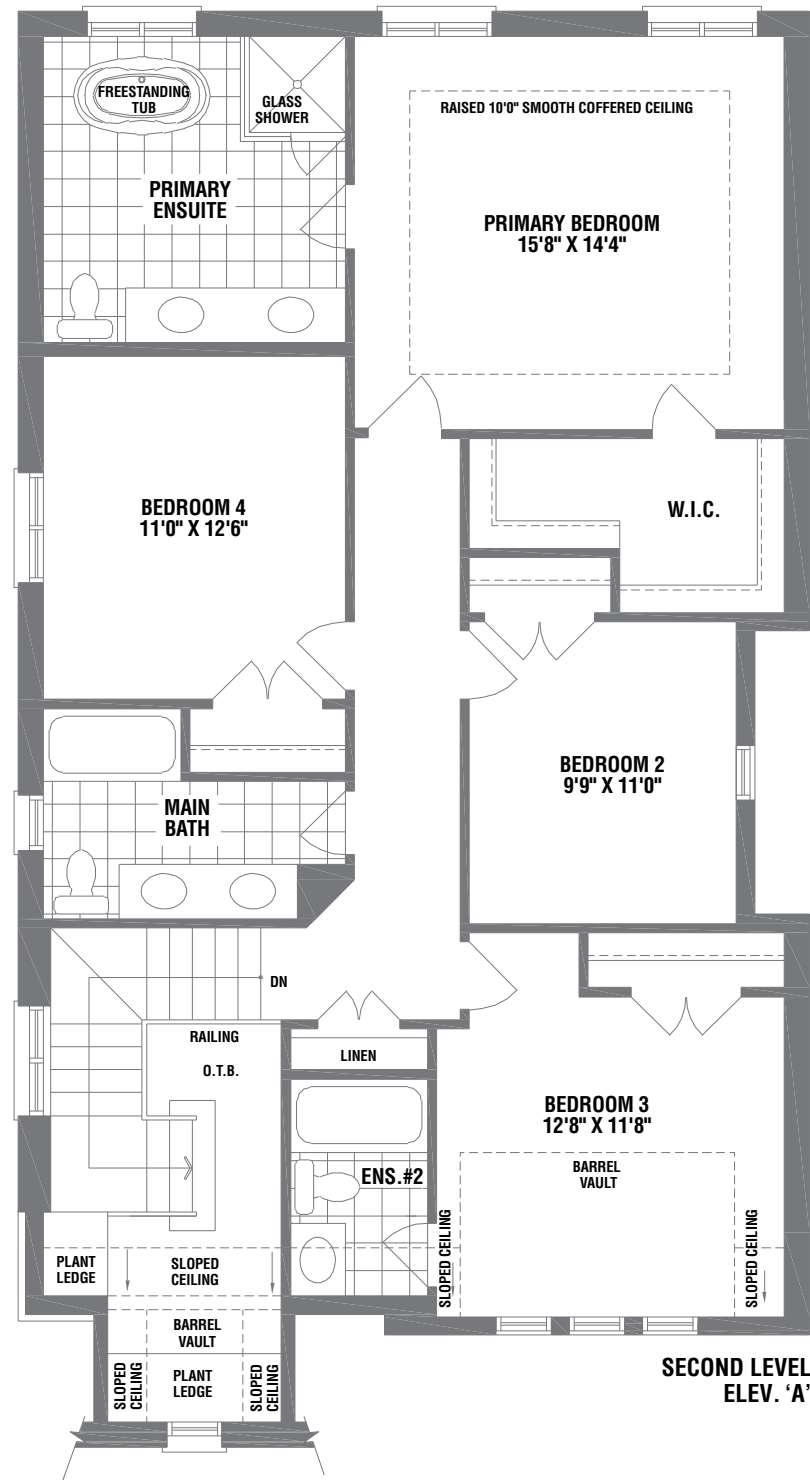 FREESTANDING
TUB
GLASS
SHOWER
RAISED 10'0" SMOOTH COFFERED CEILING
PRIMARY
ENSUITE
PRIMARY BEDROOM
15'8" X 14'4"
BEDROOM 4
11'0" X 12'6"
W.I.C.
BEDROOM 2
9'9" X 11'0"
MAIN
BATH
DN
RAILING
O.T.B.
LINEN
BEDROOM 3
12'8" X 11'8"
BARREL
VAULT
ENS.#2
SLOPED CEILING
SLOPED CEILING
PLANT
LEDGE
SLOPED
CEILING
BARREL
VAULT
SLOPED
CEILING
PLANT
LEDGE
SLOPED
CEILING
SECOND LEVEL
ELEV. ‘A’